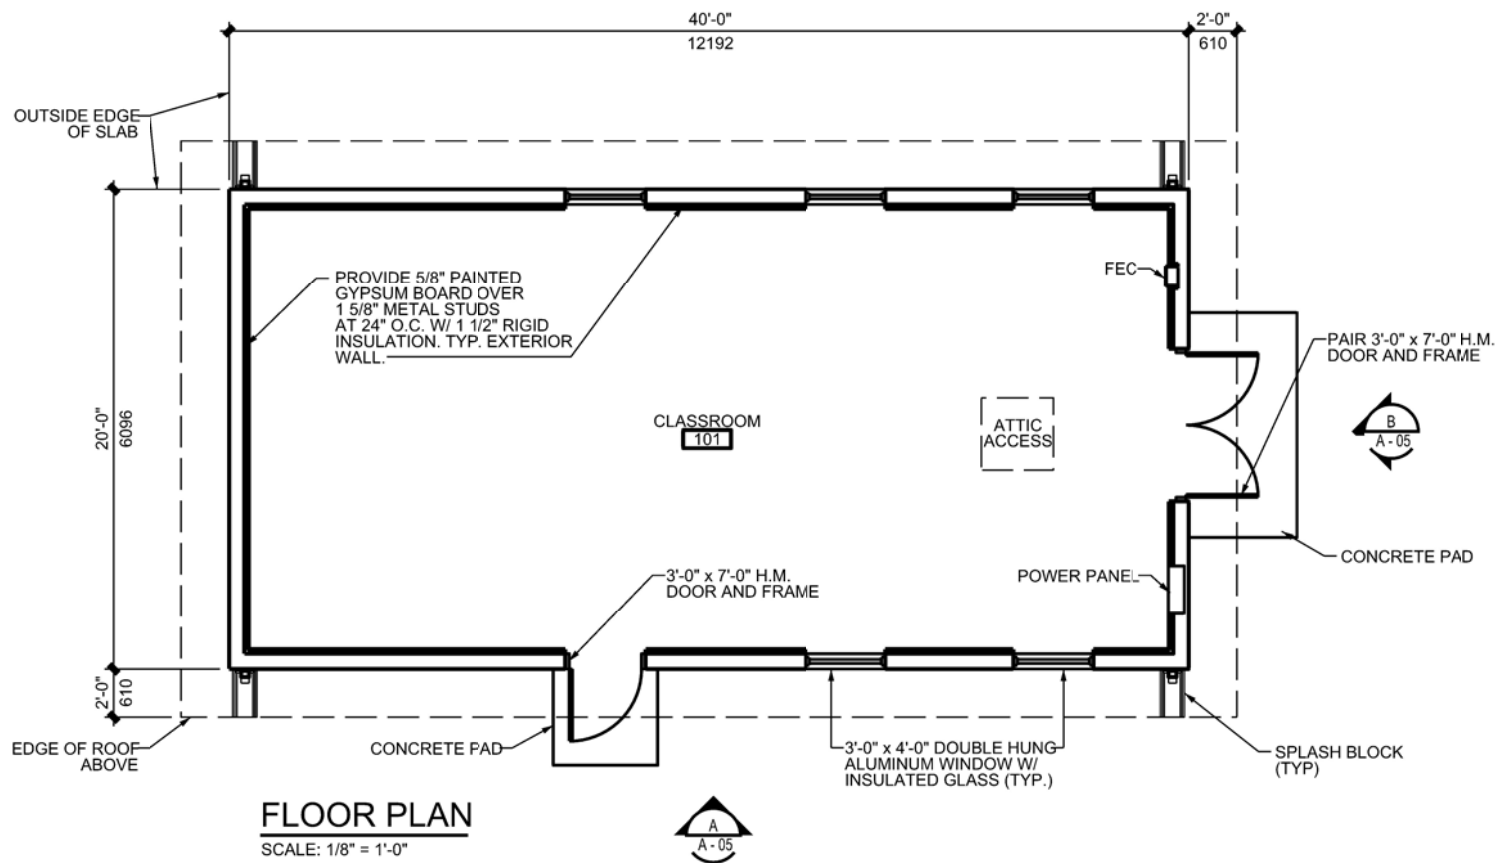 40'-0"
12192
2'-0"
610
OUTSIDE EDGE
OF SLAB
PROVIDE 5/8" PAINTED
GYPSUM BOARD OVER
1 5/8" METAL STUDS
AT 24" O.C. W/ 1 1/2" RIGID
INSULATION. TYP. EXTERIOR
WALL.
FEC
PAIR 3'-0" x 7'-0" H.M.
DOOR AND FRAME
20'-0"
6096
CLASSROOM
101
ATTIC
ACCESS
B
A - 05
CONCRETE PAD
3'-0" x 7'-0" H.M.
DOOR AND FRAME
POWER PANEL
2'-0"
610
EDGE OF ROOF
ABOVE
CONCRETE PAD
3'-0" x 4'-0" DOUBLE HUNG
ALUMINUM WINDOW W/
INSULATED GLASS (TYP.)
SPLASH BLOCK
(TYP)
FLOOR PLAN
SCALE: 1/8" = 1'-0"
A
A - 05